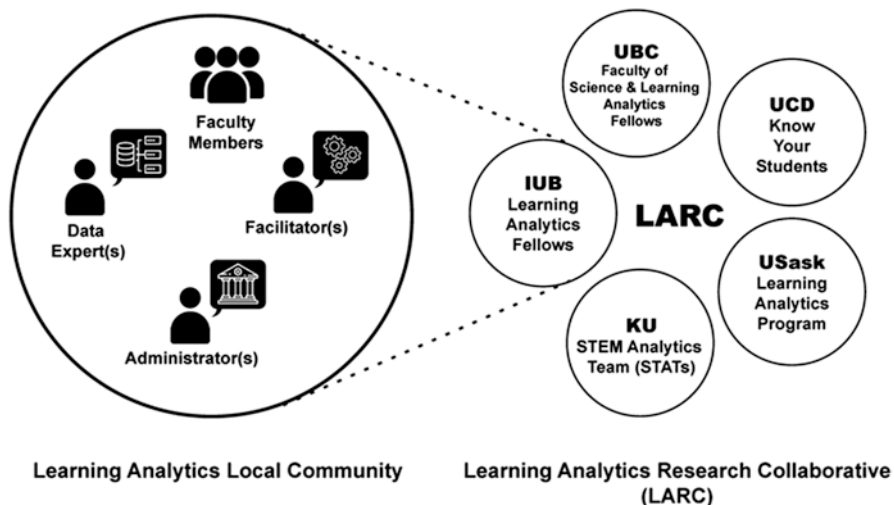 Faculty
Members
Data
Expert(s)
Facilitator(s)
Administrator(s)
Learning Analytics Local Community
UBC
Faculty of
Science & Learning
Analytics
Fellows
UCD
Know
Your
Students
IUB
Learning
Analytics
Fellows
LARC
USask
Learning
Analytics
Program
KU
STEM Analytics
Team (STATs)
Learning Analytics Research Collaborative
(LARC)